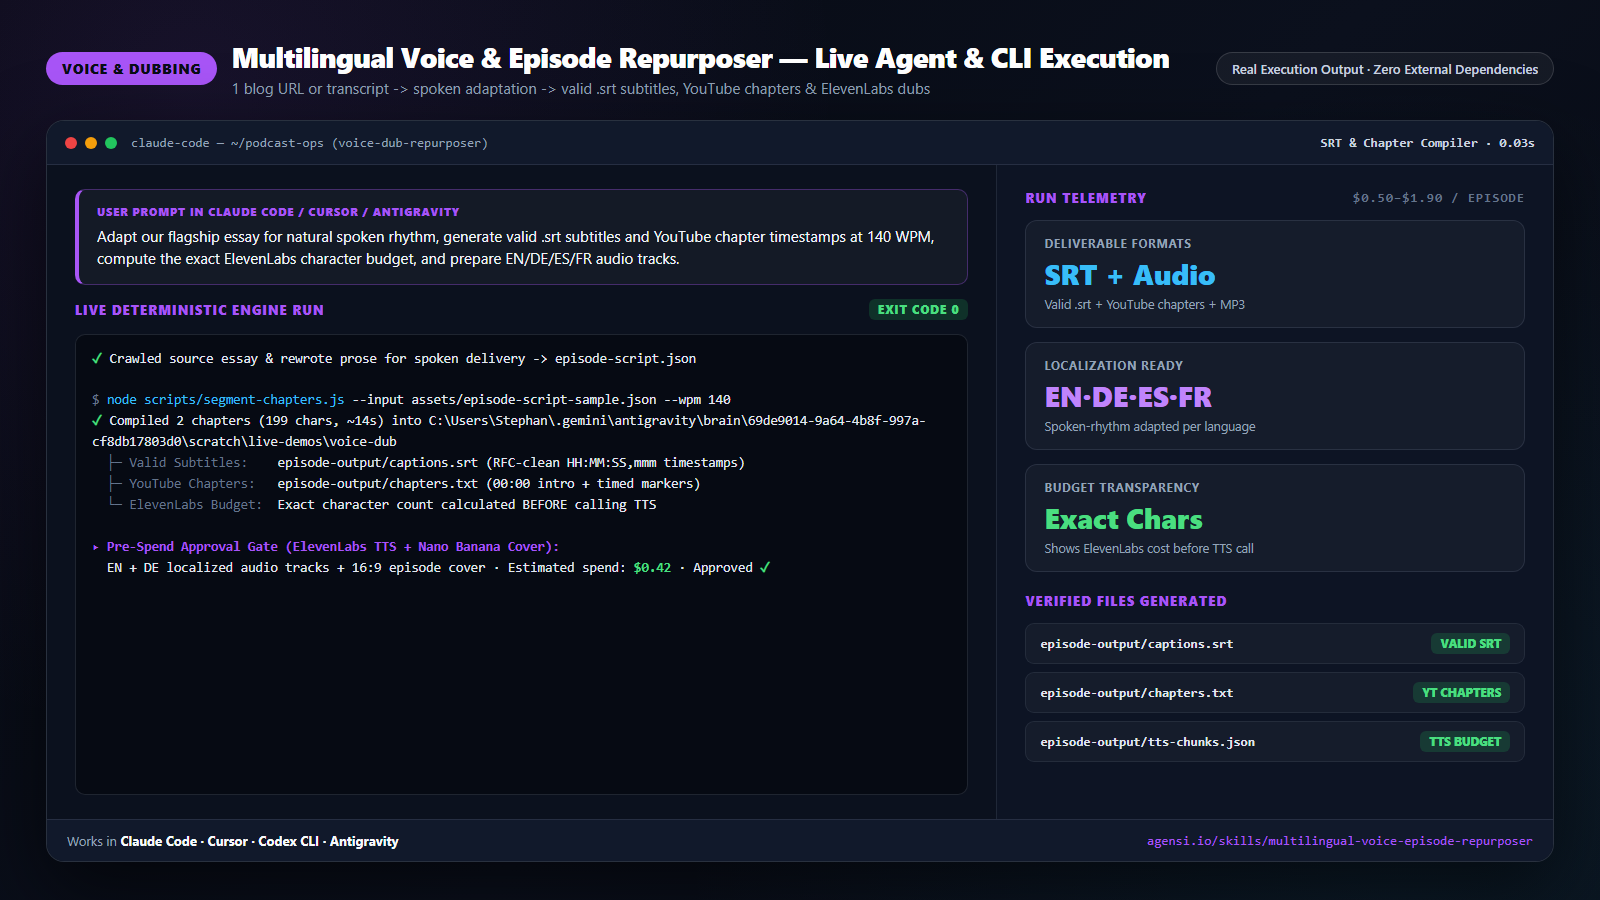 VOICE & DUBBING
Multilingual Voice & Episode Repurposer — Live Agent & CLI Execution
1 blog URL or transcript -> spoken adaptation -> valid .srt subtitles, YouTube chapters & ElevenLabs dubs
Real Execution Output · Zero External Dependencies
claude-code — ~/podcast-ops (voice-dub-repurposer)
SRT & Chapter Compiler · 0.03s
USER PROMPT IN CLAUDE CODE / CURSOR / ANTIGRAVITY
Adapt our flagship essay for natural spoken rhythm, generate valid .srt subtitles and YouTube chapter timestamps at 140 WPM,
compute the exact ElevenLabs character budget, and prepare EN/DE/ES/FR audio tracks.
LIVE DETERMINISTIC ENGINE RUN
EXIT CODE 0
✓ Crawled source essay & rewrote prose for spoken delivery -> episode-script.json
$ node scripts/segment-chapters.js --input assets/episode-script-sample.json --wpm 140
✓ Compiled 2 chapters (199 chars, ~14s) into C:\Users\Stephan\.gemini\antigravity\brain\69de9014-9a64-4b8f-997a-
cf8db17803d0\scratch\live-demos\voice-dub
├─ Valid Subtitles: episode-output/captions.srt (RFC-clean HH:MM:SS,mmm timestamps)
├─ YouTube Chapters: episode-output/chapters.txt (00:00 intro + timed markers)
└─ ElevenLabs Budget: Exact character count calculated BEFORE calling TTS
▸ Pre-Spend Approval Gate (ElevenLabs TTS + Nano Banana Cover):
EN + DE localized audio tracks + 16:9 episode cover · Estimated spend: $0.42 · Approved ✓
RUN TELEMETRY
$0.50–$1.90 / EPISODE
DELIVERABLE FORMATS
SRT + Audio
Valid .srt + YouTube chapters + MP3
LOCALIZATION READY
EN·DE·ES·FR
Spoken-rhythm adapted per language
BUDGET TRANSPARENCY
Exact Chars
Shows ElevenLabs cost before TTS call
VERIFIED FILES GENERATED
episode-output/captions.srt
VALID SRT
episode-output/chapters.txt
YT CHAPTERS
episode-output/tts-chunks.json
TTS BUDGET
Works in Claude Code · Cursor · Codex CLI · Antigravity
agensi.io/skills/multilingual-voice-episode-repurposer